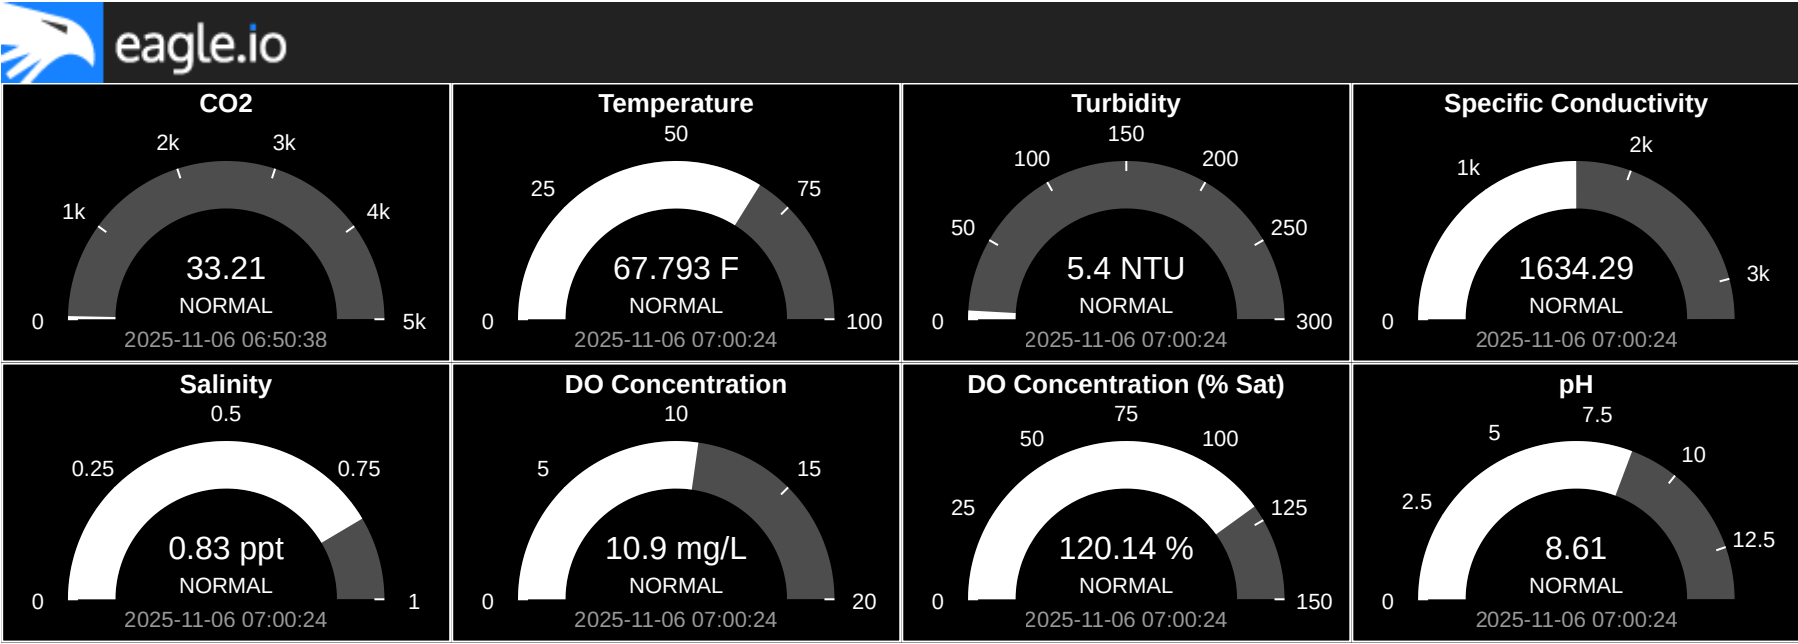 eagle.io
CO2
0
1k
2k
3k
4k
5k
33.21
NORMAL
2025-11-06 06:50:38
Temperature
0
25
50
75
100
67.793 F
NORMAL
2025-11-06 07:00:24
Turbidity
0
50
100
150
200
250
300
5.4 NTU
NORMAL
2025-11-06 07:00:24
Specific Conductivity
0
1k
2k
3k
1634.29
NORMAL
2025-11-06 07:00:24
Salinity
0
0.25
0.5
0.75
1
0.83 ppt
NORMAL
2025-11-06 07:00:24
DO Concentration
0
5
10
15
20
10.9 mg/L
NORMAL
2025-11-06 07:00:24
DO Concentration (% Sat)
0
25
50
75
100
125
150
120.14 %
NORMAL
2025-11-06 07:00:24
pH
0
2.5
5
7.5
10
12.5
8.61
NORMAL
2025-11-06 07:00:24